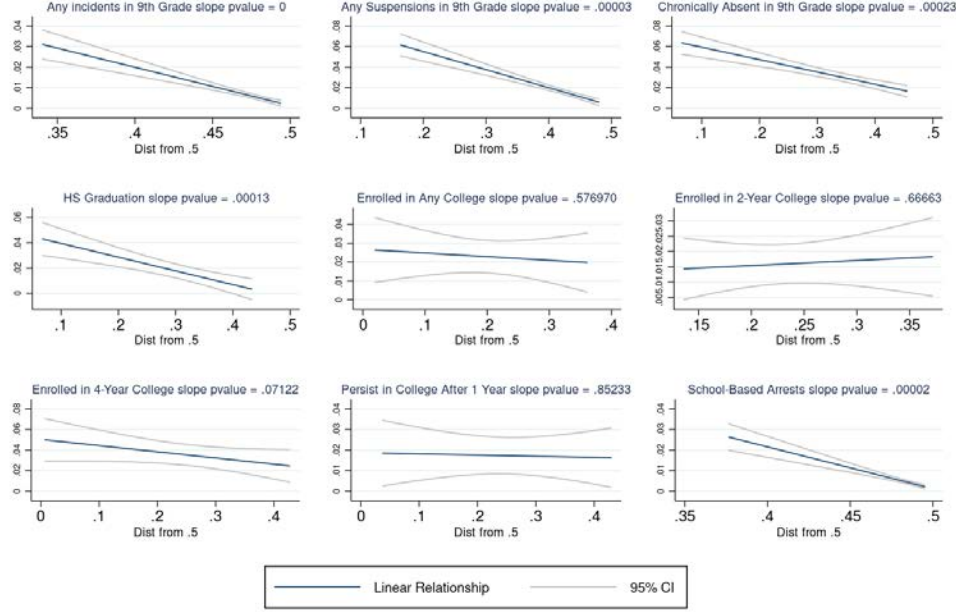 Any incidents in 9th Grade slope pvalue = 0
.04
.03
.02
.01
0
.35 .4 .45 .5
Dist from .5
Any Suspensions in 9th Grade slope pvalue = .00003
.08
.06
.04
.02
0
.1 .2 .3 .4 .5
Dist from .5
Chronically Absent in 9th Grade slope pvalue = .00023
.08
.06
.04
.02
0
.1 .2 .3 .4 .5
Dist from .5
HS Graduation slope pvalue = .00013
.06
.04
.02
0
.1 .2 .3 .4 .5
Dist from .5
Enrolled in Any College slope pvalue = .576970
.04
.03
.02
.01
0
0 .1 .2 .3 .4
Dist from .5
Enrolled in 2-Year College slope pvalue = .66663
.005.01.015.02.025.03
.15 .2 .25 .3 .35
Dist from .5
Enrolled in 4-Year College slope pvalue = .07122
.08
.06
.04
.02
0
0 .1 .2 .3 .4
Dist from .5
Persist in College After 1 Year slope pvalue = .85233
.04
.03
.02
.01
0
0 .1 .2 .3 .4
Dist from .5
School-Based Arrests slope pvalue = .00002
.04
.03
.02
.01
0
.35 .4 .45 .5
Dist from .5
Linear Relationship 95% CI